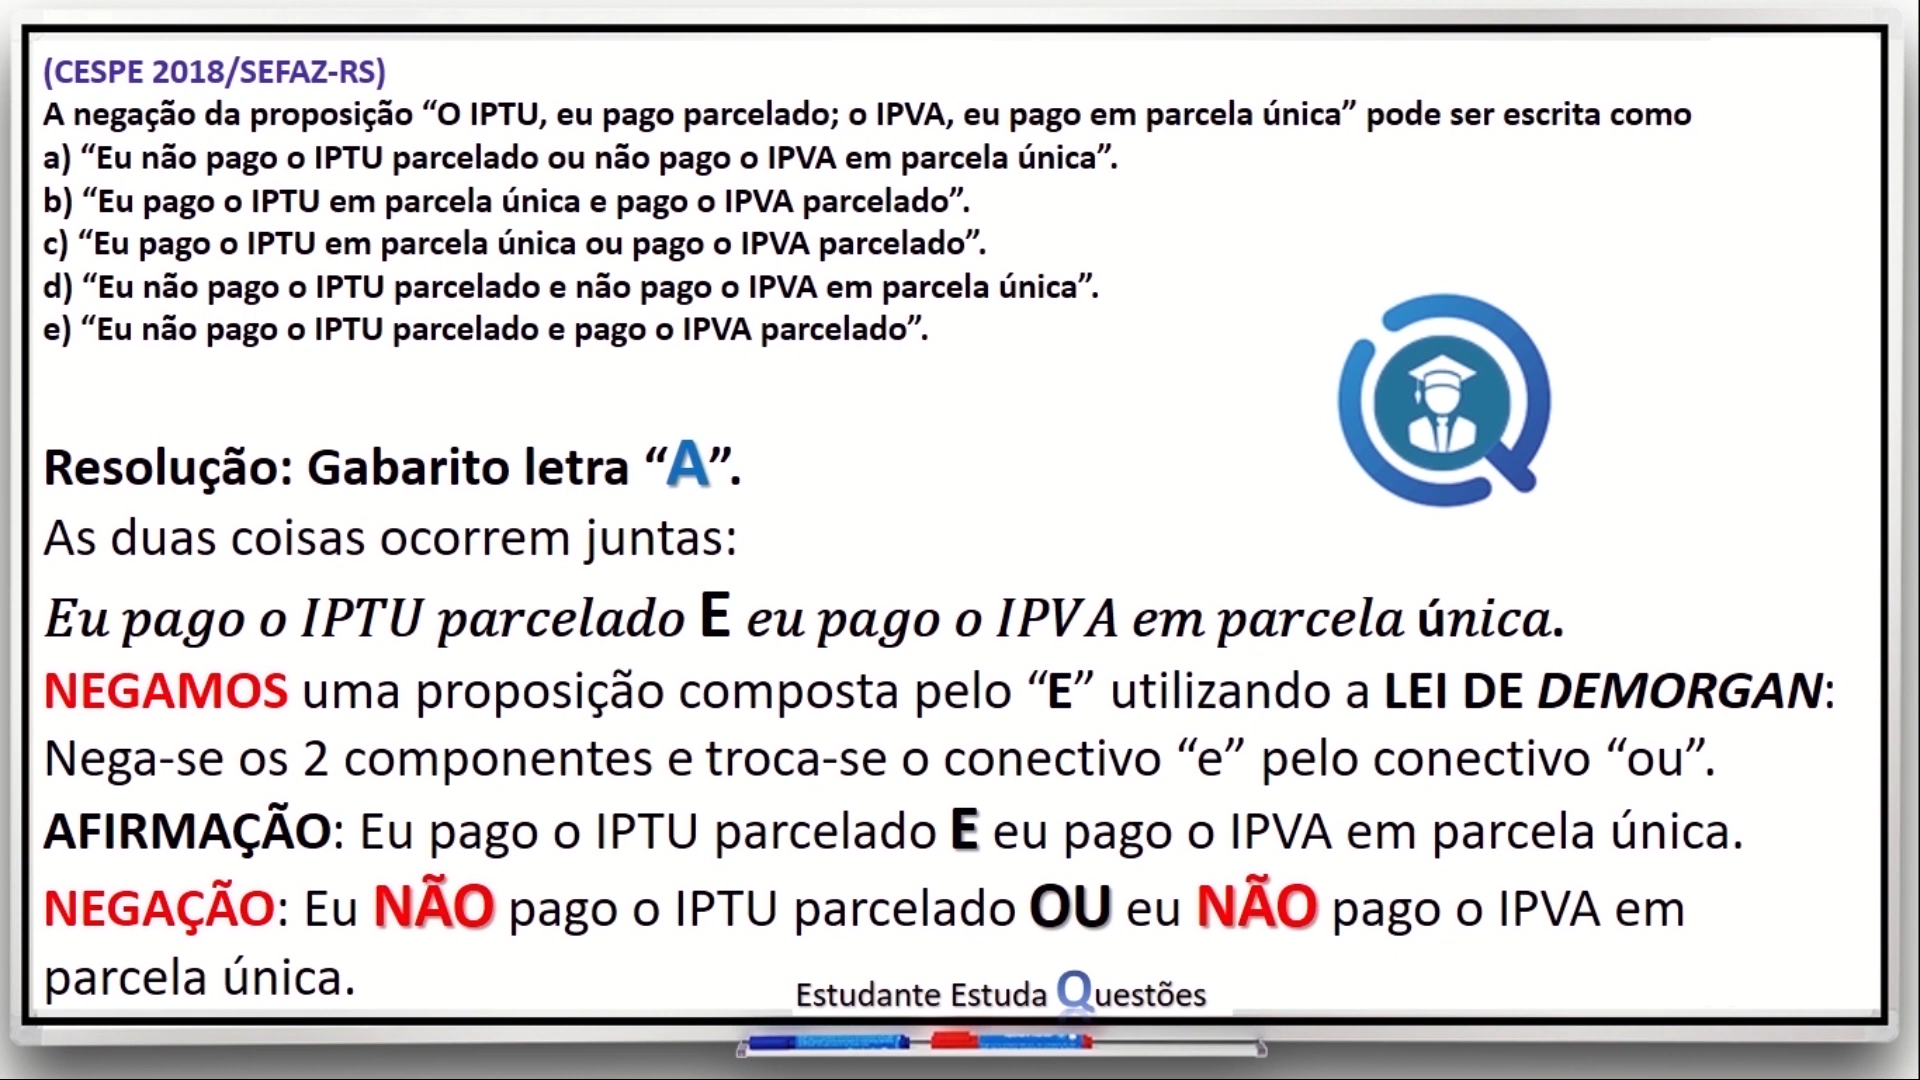 (CESPE 2018/SEFAZ-RS)
A negação da proposição “O IPTU, eu pago parcelado; o IPVA, eu pago em parcela única” pode ser escrita como
a) “Eu não pago o IPTU parcelado ou não pago o IPVA em parcela única”.
b) “Eu pago o IPTU em parcela única e pago o IPVA parcelado”.
c) “Eu pago o IPTU em parcela única ou pago o IPVA parcelado”.
d) “Eu não pago o IPTU parcelado e não pago o IPVA em parcela única”.
e) “Eu não pago o IPTU parcelado e pago o IPVA parcelado”.
Resolução: Gabarito letra “A”.
As duas coisas ocorrem juntas:
Eu pago o IPTU parcelado E eu pago o IPVA em parcela única.
NEGAMOS uma proposição composta pelo “E” utilizando a LEI DE DEMORGAN:
Nega-se os 2 componentes e troca-se o conectivo “e” pelo conectivo “ou”.
AFIRMAÇÃO: Eu pago o IPTU parcelado E eu pago o IPVA em parcela única.
NEGAÇÃO: Eu NÃO pago o IPTU parcelado OU eu NÃO pago o IPVA em
parcela única.
Estudante Estuda Questões